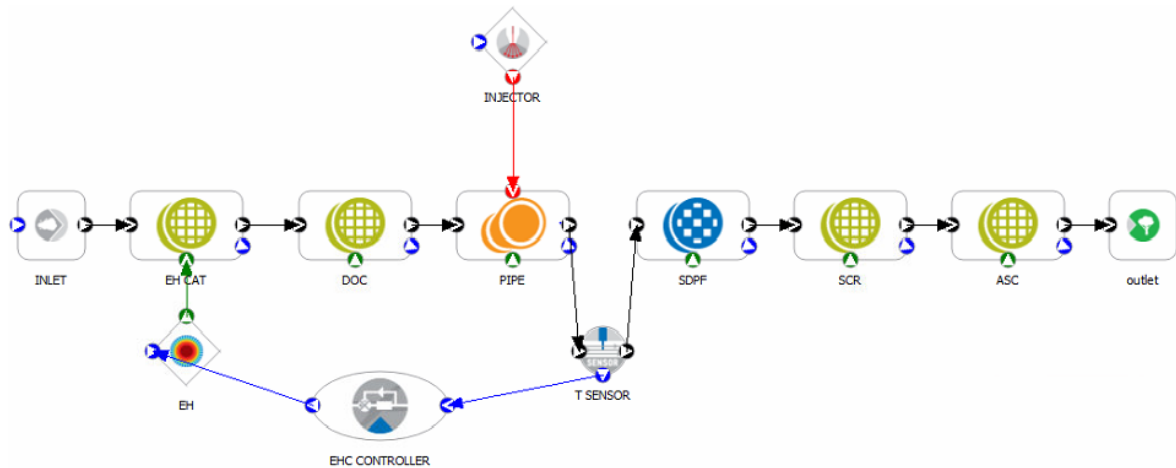 INJECTOR
INLET
EH CAT
DOC
PIPE
SDPF
SCR
ASC
outlet
SENSOR
T SENSOR
EH
EHC CONTROLLER